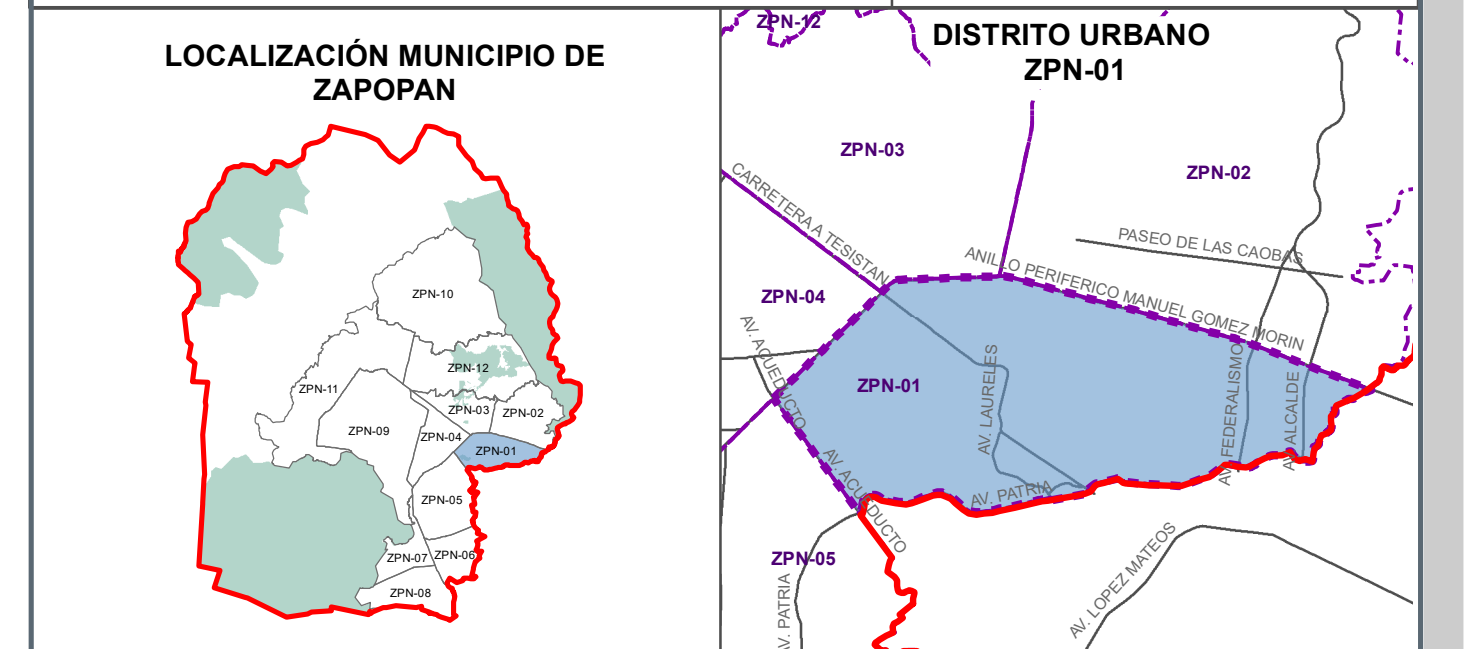 LOCALIZACIÓN MUNICIPIO DE
ZAPOPAN
ZPN-10
ZPN-12
ZPN-11
ZPN-03
ZPN-02
ZPN-09
ZPN-04
ZPN-01
ZPN-05
ZPN-07
ZPN-06
ZPN-08
ZPN-12
DISTRITO URBANO
ZPN-01
ZPN-03
ZPN-02
CARRETERA A TESISTAN
PASEO DE LAS CAOBAS
ANILLO PERIFERICO MANUEL GOMEZ MORIN
ZPN-04
AV. ACUEDUCTO
ZPN-01
AV. LAURELES
AV. FEDERALISMO
AV. ALCALDE
AV. ACUEDUCTO
AV. PATRIA
ZPN-05
AV. LOPEZ MATEOS
AV. PATRIA